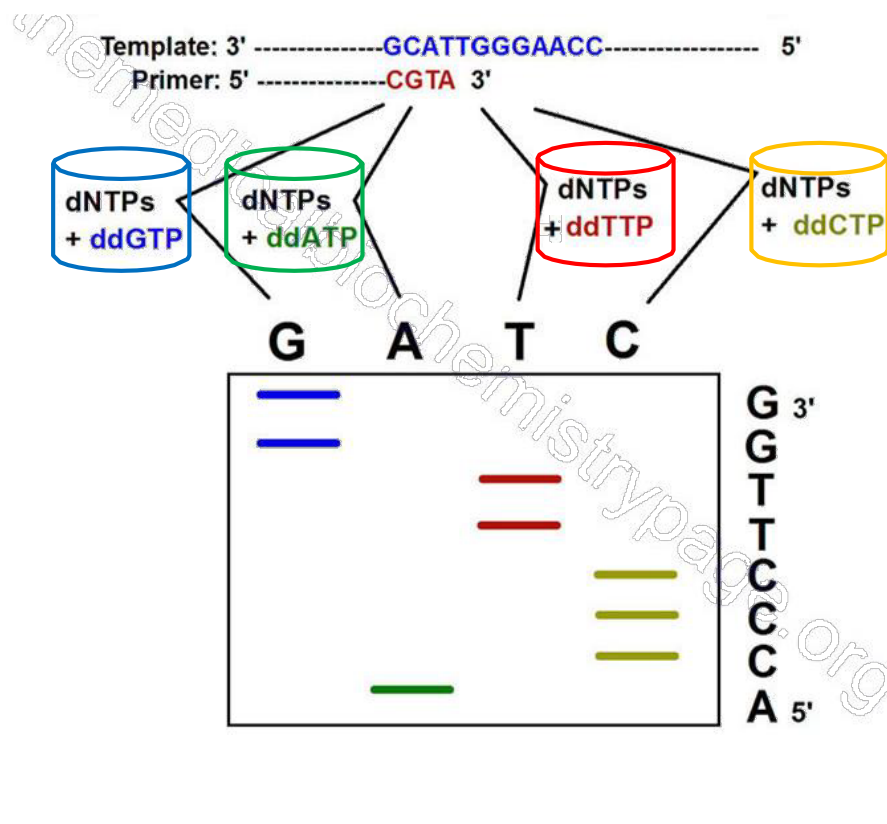 Template: 3' ---------------GCATTGGGAACC------------------ 5'
Primer: 5' ---------------CGTA 3'
dNTPs
+ ddGTP
dNTPs
+ ddATP
dNTPs
+ ddTTP
dNTPs
+ ddCTP
G A T C
G 3'
G
T
T
C
C
C
A 5'
themedicalbiochemistrypage.org